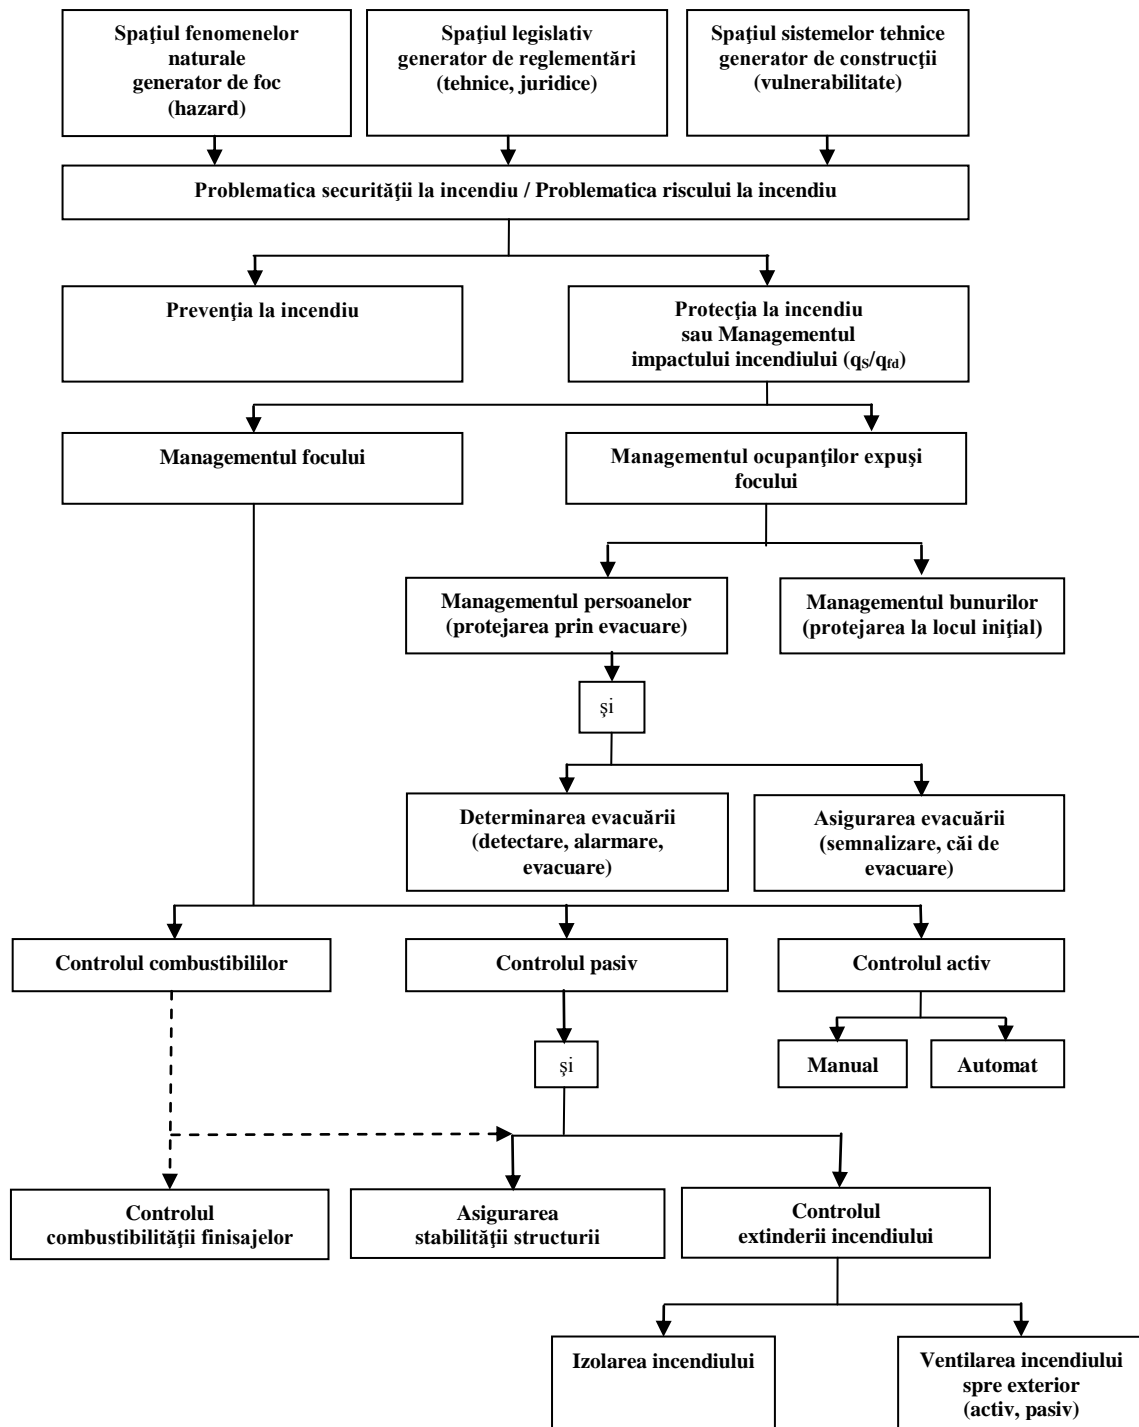 Spaţiul fenomenelor
naturale
generator de foc
(hazard)
Spaţiul legislativ
generator de reglementări
(tehnice, juridice)
Spaţiul sistemelor tehnice
generator de construcţii
(vulnerabilitate)
Problematica securităţii la incendiu / Problematica riscului la incendiu
Prevenţia la incendiu
Protecţia la incendiu
sau Managementul
impactului incendiului (qS/qfd)
Managementul focului
Managementul ocupanţilor expuşi
focului
Managementul persoanelor
(protejarea prin evacuare)
Managementul bunurilor
(protejarea la locul iniţial)
şi
Determinarea evacuării
(detectare, alarmare,
evacuare)
Asigurarea evacuării
(semnalizare, căi de
evacuare)
Controlul combustibililor
Controlul pasiv
Controlul activ
şi
Manual
Automat
Controlul
combustibilităţii finisajelor
Asigurarea
stabilităţii structurii
Controlul
extinderii incendiului
Izolarea incendiului
Ventilarea incendiului
spre exterior
(activ, pasiv)